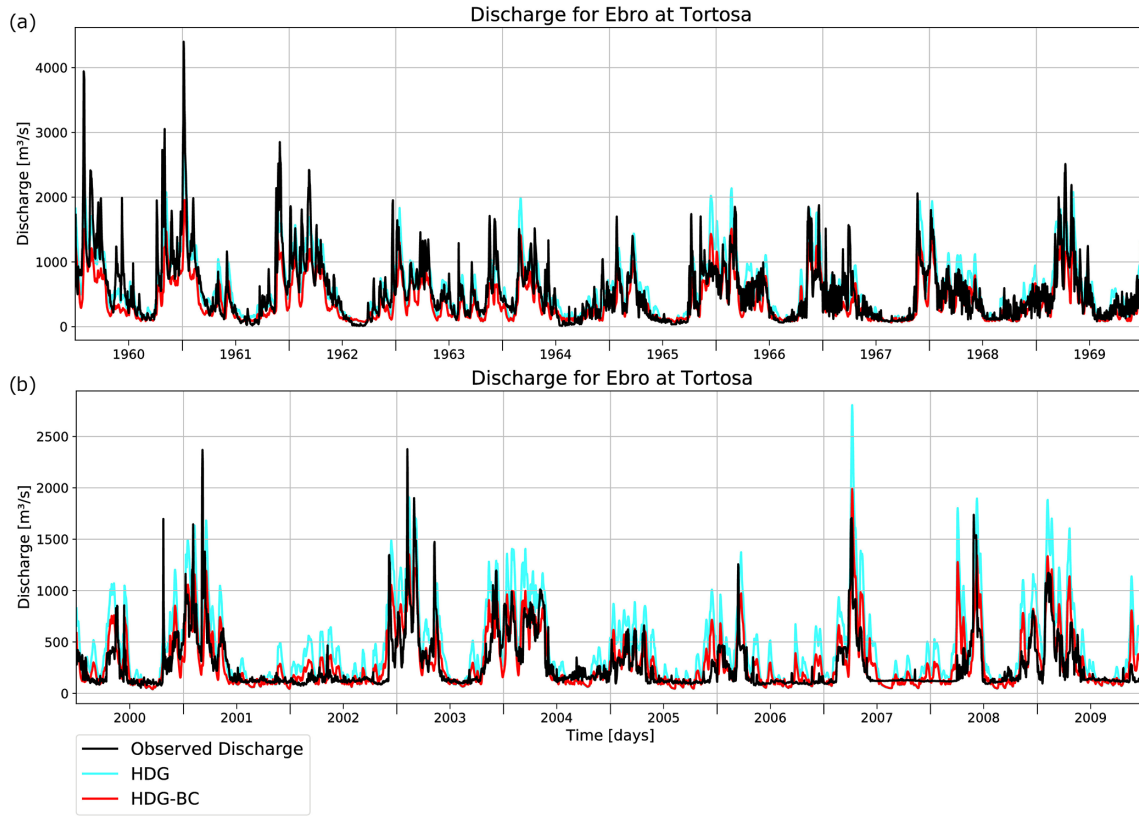 (a)
Discharge for Ebro at Tortosa
Discharge [m³/s]
4000
3000
2000
1000
0
1960 1961 1962 1963 1964 1965 1966 1967 1968 1969
(b)
Discharge for Ebro at Tortosa
Discharge [m³/s]
2500
2000
1500
1000
500
0
2000 2001 2002 2003 2004 2005 2006 2007 2008 2009
Time [days]
Observed Discharge
HDG
HDG-BC